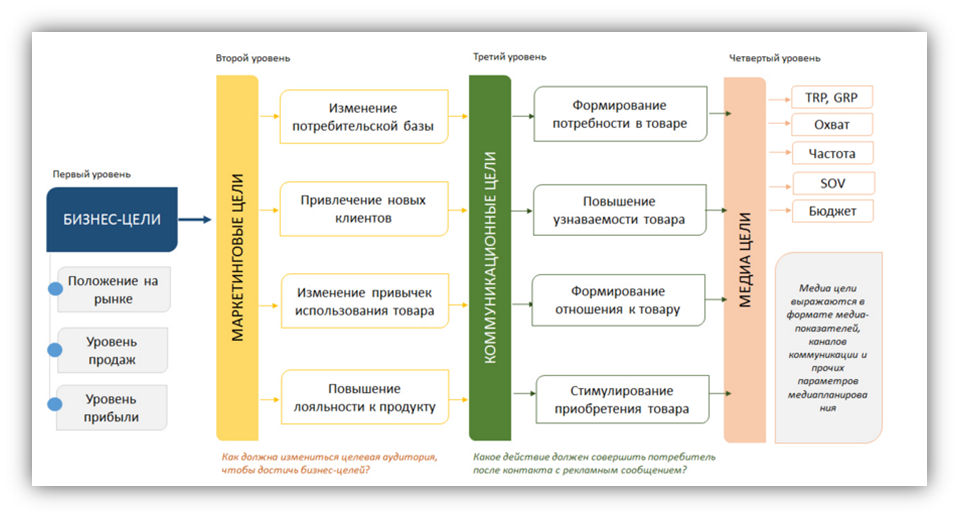 Первый уровень
БИЗНЕС-ЦЕЛИ
Положение на
рынке
Уровень
продаж
Уровень
прибыли
Второй уровень
МАРКЕТИНГОВЫЕ ЦЕЛИ
Изменение
потребительской базы
Привлечение новых
клиентов
Изменение привычек
использования товара
Повышение
лояльности к продукту
Как должна измениться целевая аудитория,
чтобы достичь бизнес-целей?
Третий уровень
КОММУНИКАЦИОННЫЕ ЦЕЛИ
Формирование
потребности в товаре
Повышение
узнаваемости товара
Формирование
отношения к товару
Стимулирование
приобретения товара
Какое действие должен совершить потребитель
после контакта с рекламным сообщением?
Четвертый уровень
МЕДИА ЦЕЛИ
TRP, GRP
Охват
Частота
SOV
Бюджет
Медиа цели
выражаются в
формате медиа-
показателей,
каналов
коммуникации и
прочих
параметров
медиапланирова
ния